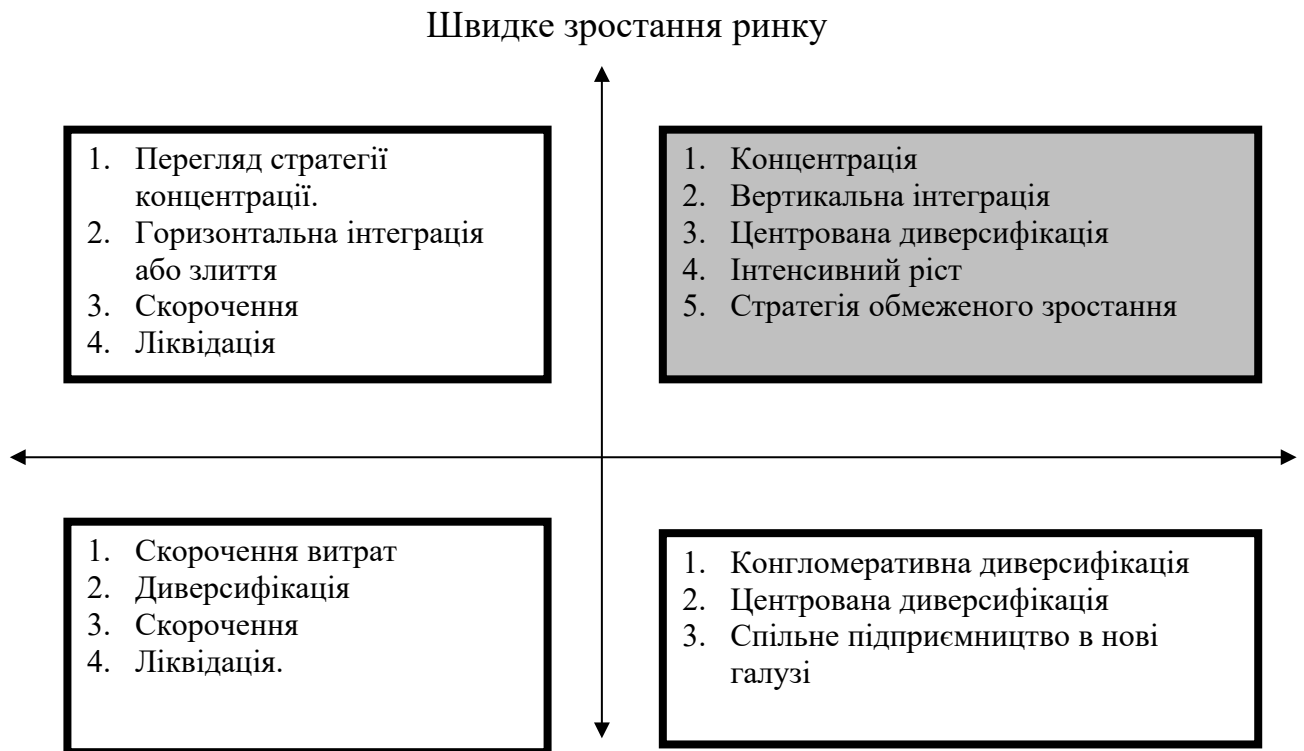 Швидке зростання ринку
1. Перегляд стратегії
концентрації.
2. Горизонтальна інтеграція
або злиття
3. Скорочення
4. Ліквідація
1. Концентрація
2. Вертикальна інтеграція
3. Центрована диверсифікація
4. Інтенсивний ріст
5. Стратегія обмеженого зростання
1. Скорочення витрат
2. Диверсифікація
3. Скорочення
4. Ліквідація.
1. Конгломеративна диверсифікація
2. Центрована диверсифікація
3. Спільне підприємництво в нові
галузі